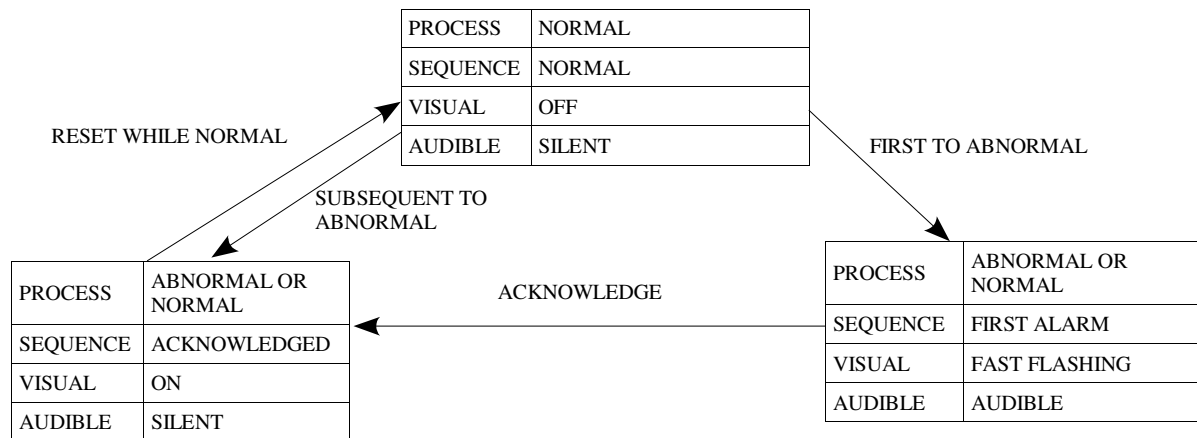 PROCESS NORMAL
SEQUENCE NORMAL
VISUAL OFF
AUDIBLE SILENT
RESET WHILE NORMAL
FIRST TO ABNORMAL
SUBSEQUENT TO
ABNORMAL
PROCESS ABNORMAL OR
NORMAL
SEQUENCE ACKNOWLEDGED
VISUAL ON
AUDIBLE SILENT
ACKNOWLEDGE
PROCESS ABNORMAL OR
NORMAL
SEQUENCE FIRST ALARM
VISUAL FAST FLASHING
AUDIBLE AUDIBLE